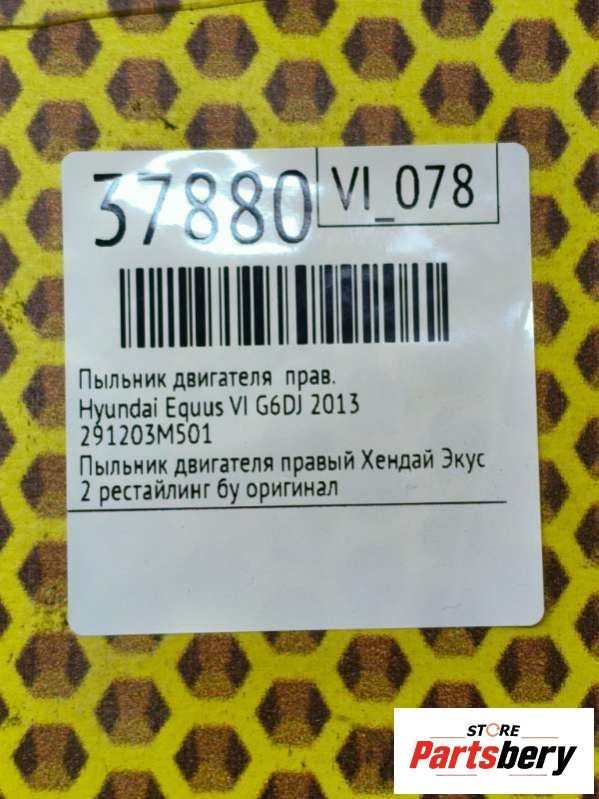 37880
VI_078
Пыльник двигателя прав.
Hyundai Equus VI G6DJ 2013
291203M501
Пыльник двигателя правый Хендай Экус
2 рестайлинг бу оригинал
STORE
Partsbery